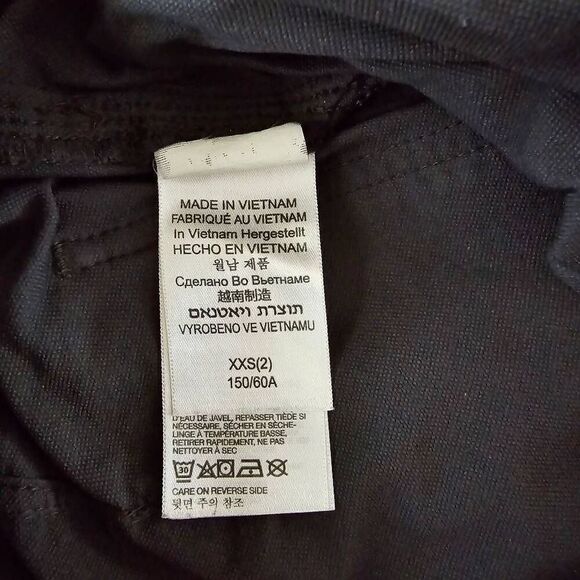 MADE IN VIETNAM
FABRIQUÉ AU VIETNAM
In Vietnam Hergestellt
HECHO EN VIETNAM
월남 제품
Сделано Во Вьетнаме
越南制造
תוצרת וייאטנאם
VYROBENO VE VIETNAMU
XXS(2)
150/60A
D'EAU DE JAVEL, REPASSER TIÈDE SI
NÉCESSAIRE, SÉCHER EN SÈCHE-
LINGE À TEMPÉRATURE BASSE,
RETIRER RAPIDEMENT, NE PAS
NETTOYER À SEC
30
CARE ON REVERSE SIDE
뒷면 주의 참조